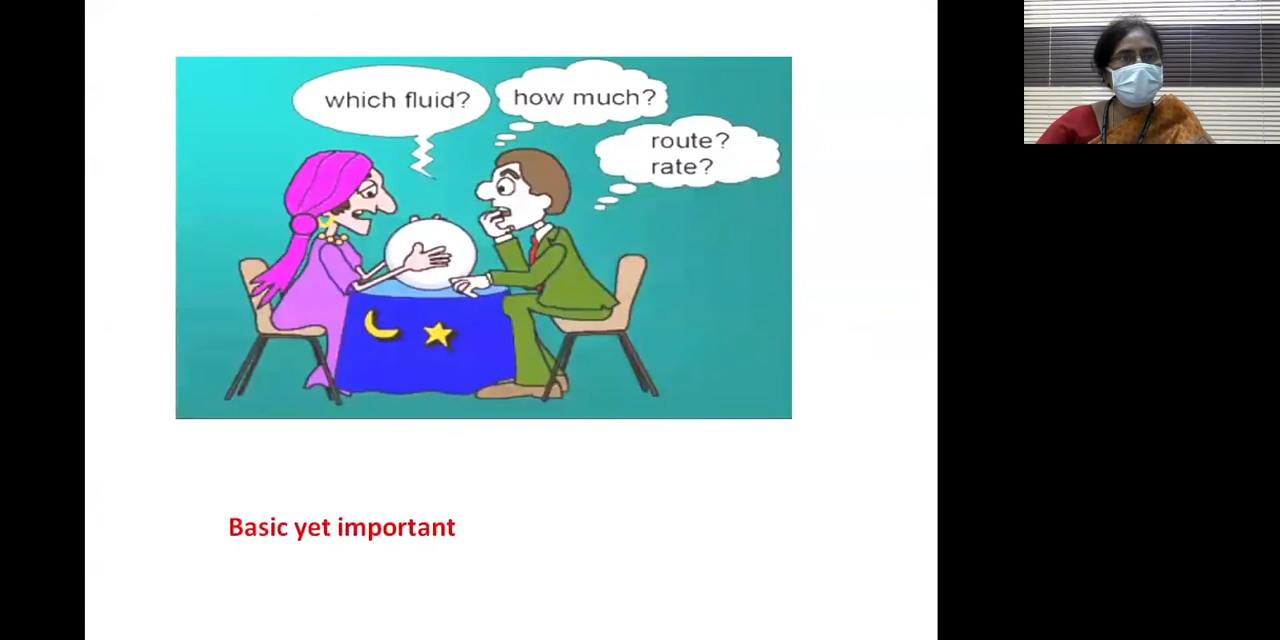 which fluid?
how much?
route?
rate?
Basic yet important